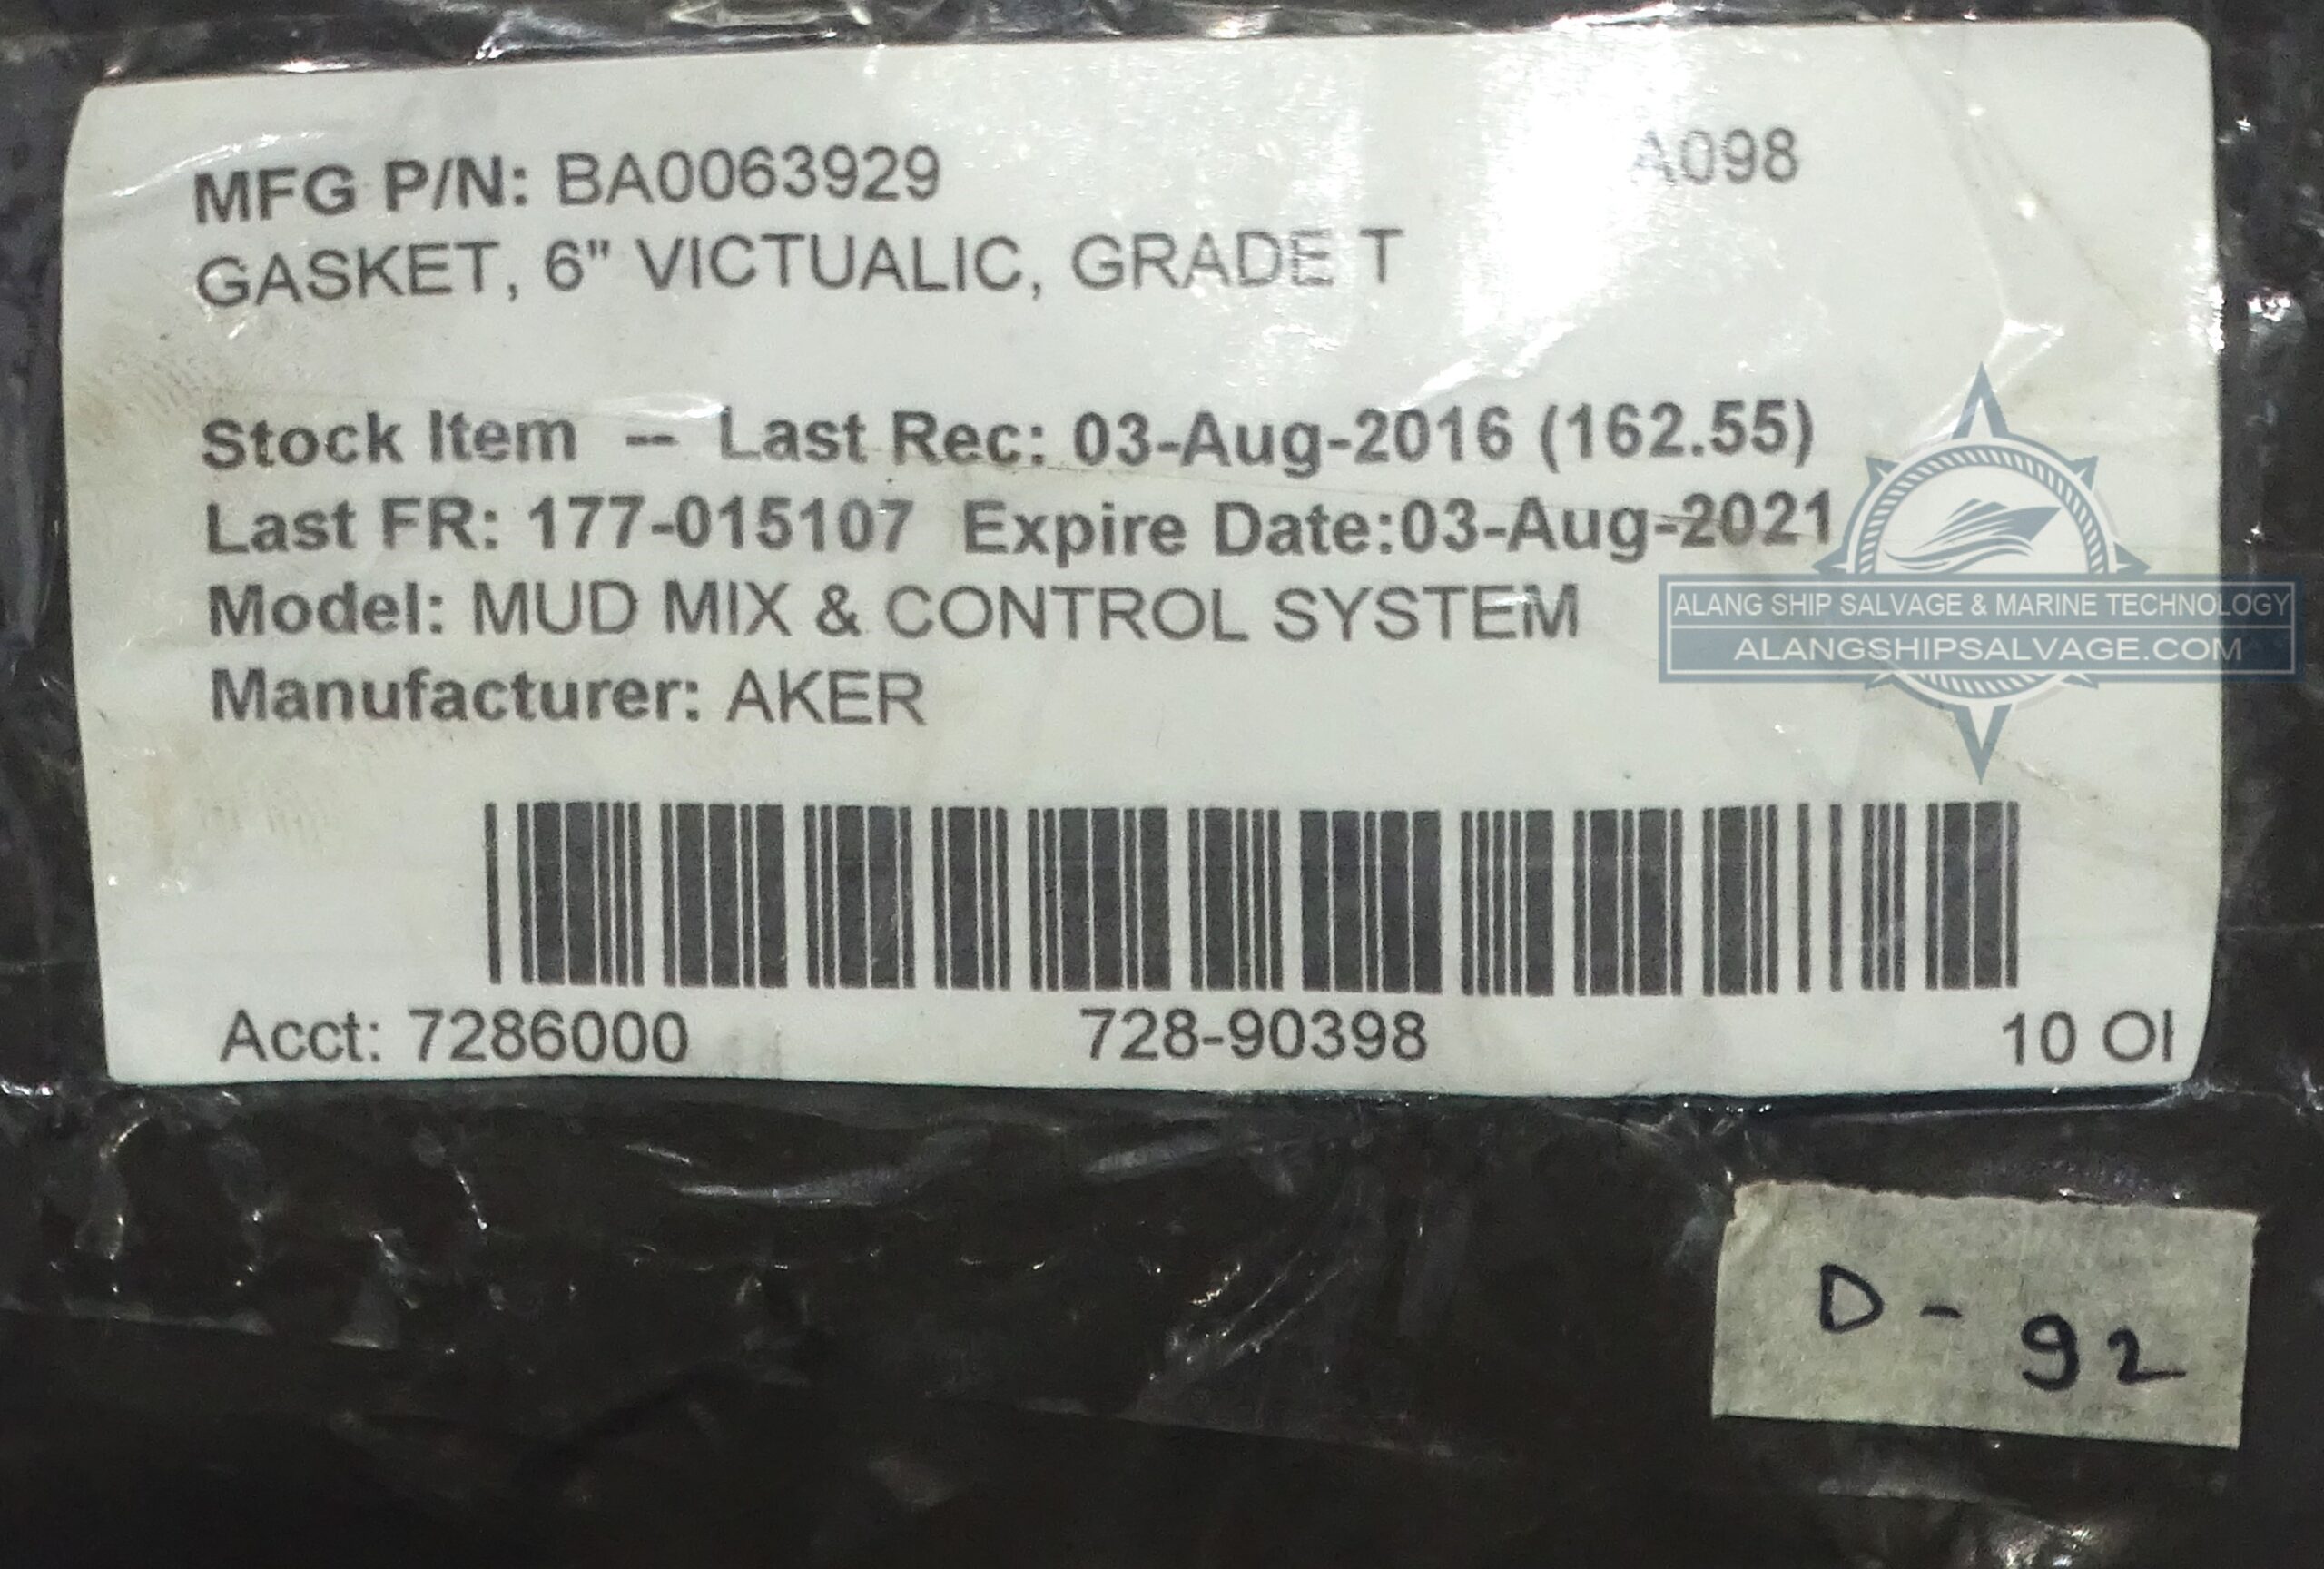 MFG P/N: BA0063929 A098
GASKET, 6" VICTUALIC, GRADE T
Stock Item -- Last Rec: 03-Aug-2016 (162.55)
Last FR: 177-015107 Expire Date:03-Aug-2021
Model: MUD MIX & CONTROL SYSTEM
Manufacturer: AKER
ALANG SHIP SALVAGE & MARINE TECHNOLOGY
ALANGSHIPSALVAGE.COM
Acct: 7286000 728-90398 10 OI
D - 92